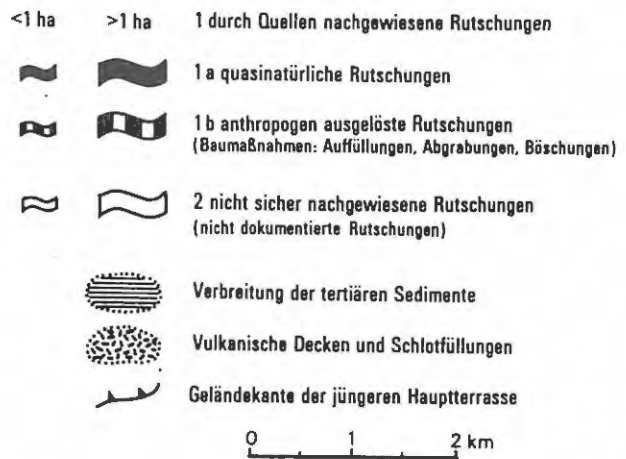 <1 ha >1 ha 1 durch Quellen nachgewiesene Rutschungen
1a quasinatürliche Rutschungen
1b anthropogen ausgelöste Rutschungen
(Baumaßnahmen: Auffüllungen, Abgrabungen, Böschungen)
2 nicht sicher nachgewiesene Rutschungen
(nicht dokumentierte Rutschungen)
Verbreitung der tertiären Sedimente
Vulkanische Decken und Schlotfüllungen
Geländekante der jüngeren Hauptterrasse
0 1 2 km